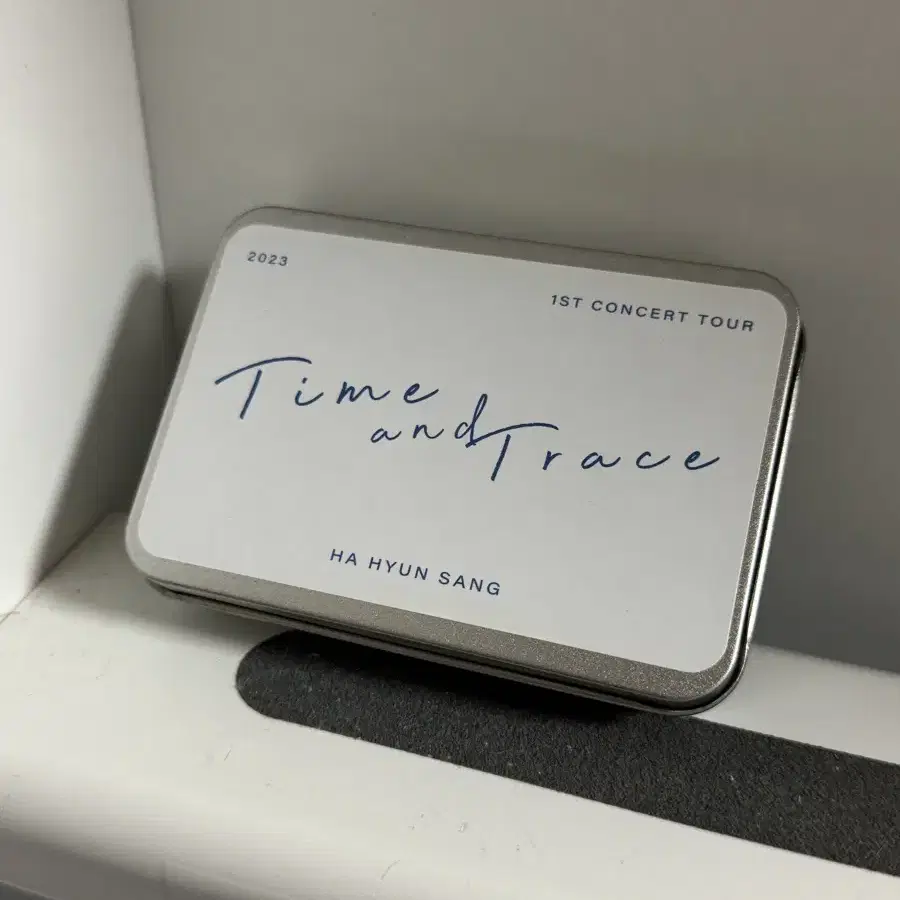 2023
1ST CONCERT TOUR
Time
and Trace
HA HYUN SANG